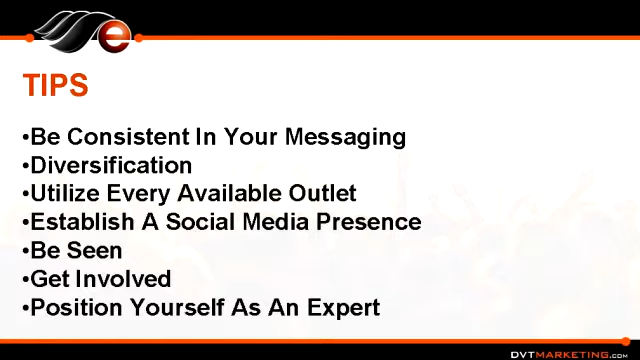 e
TIPS
•Be Consistent In Your Messaging
•Diversification
•Utilize Every Available Outlet
•Establish A Social Media Presence
•Be Seen
•Get Involved
•Position Yourself As An Expert
DVTMARKETING.COM